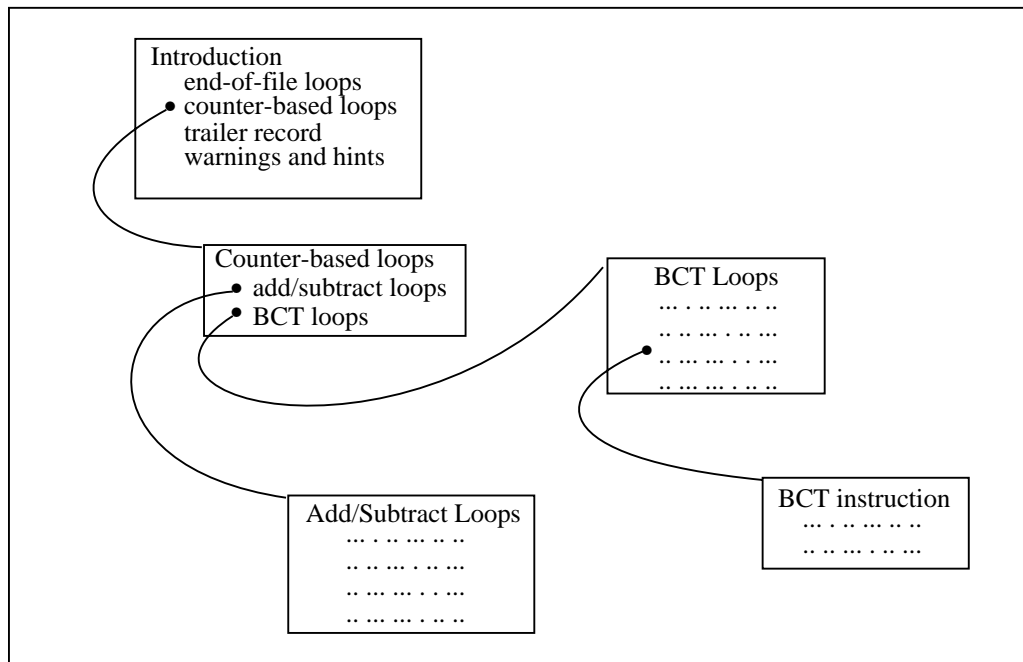 Introduction
end-of-file loops
counter-based loops
trailer record
warnings and hints
Counter-based loops
add/subtract loops
BCT loops
BCT Loops
... . .. ... .. ..
.. .. ... . .. ...
.. ... ... . . ...
.. ... ... . .. ..
Add/Subtract Loops
... . .. ... .. ..
.. .. ... . .. ...
.. ... ... . . ...
.. ... ... . .. ..
BCT instruction
... . .. ... .. ..
.. .. ... . .. ...